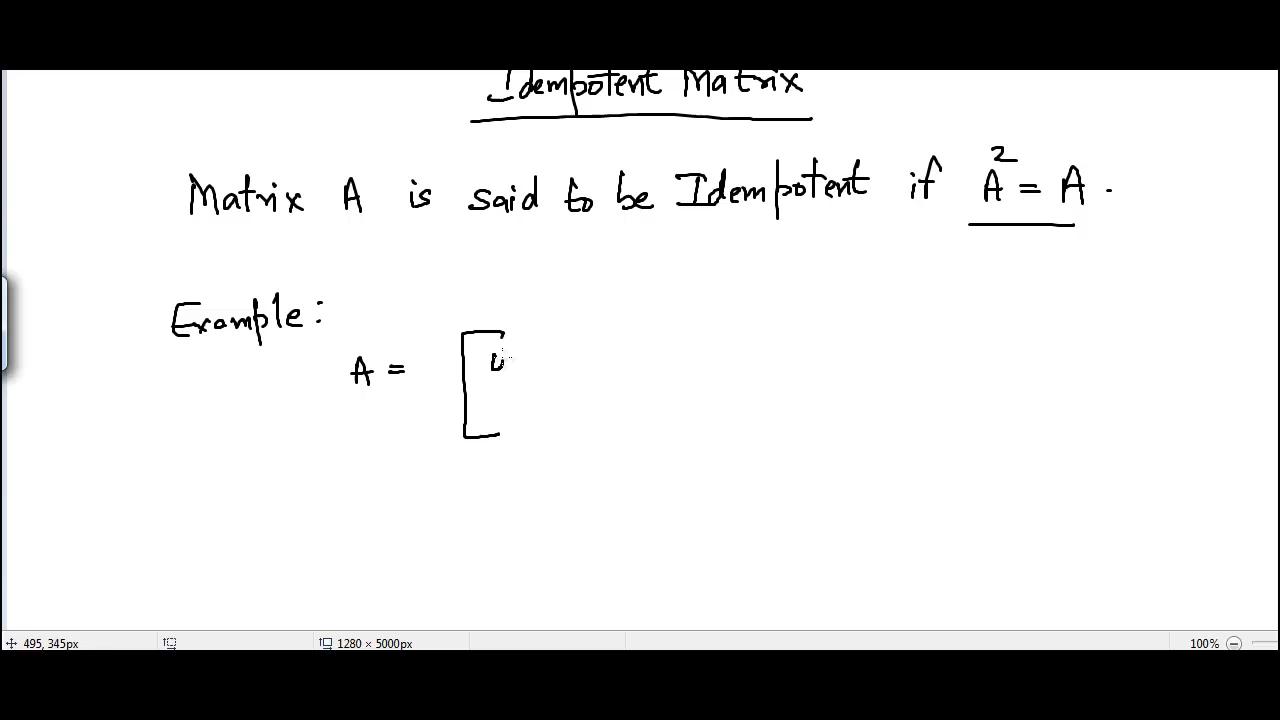 Idempotent Matrix
Matrix A is said to be Idempotent if A² = A .
Example :
A = [
495, 345px 1280 × 5000px 100%